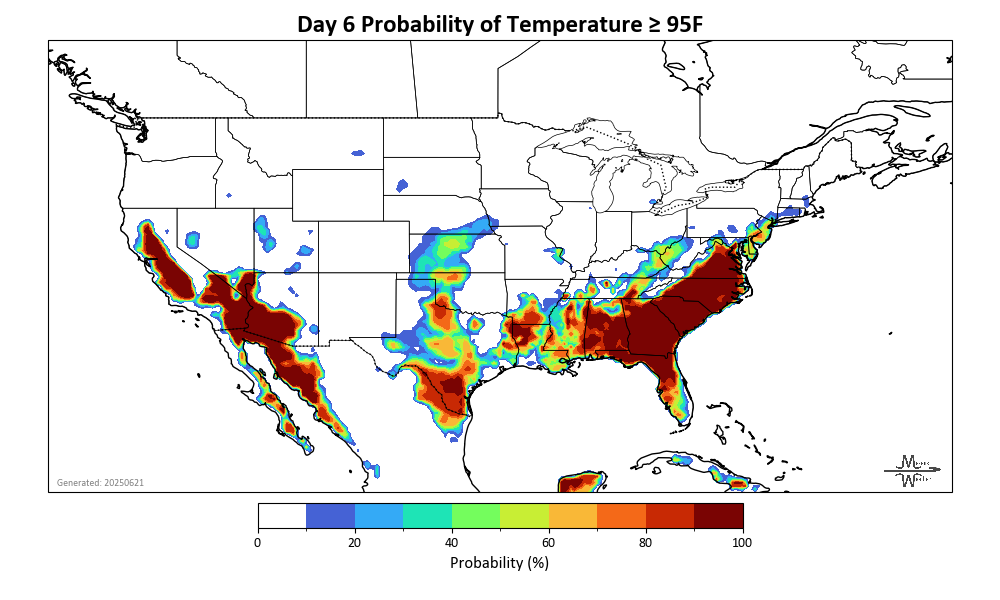 Day 6 Probability of Temperature ≥ 95F
Generated: 20250621
0 20 40 60 80 100
Probability (%)